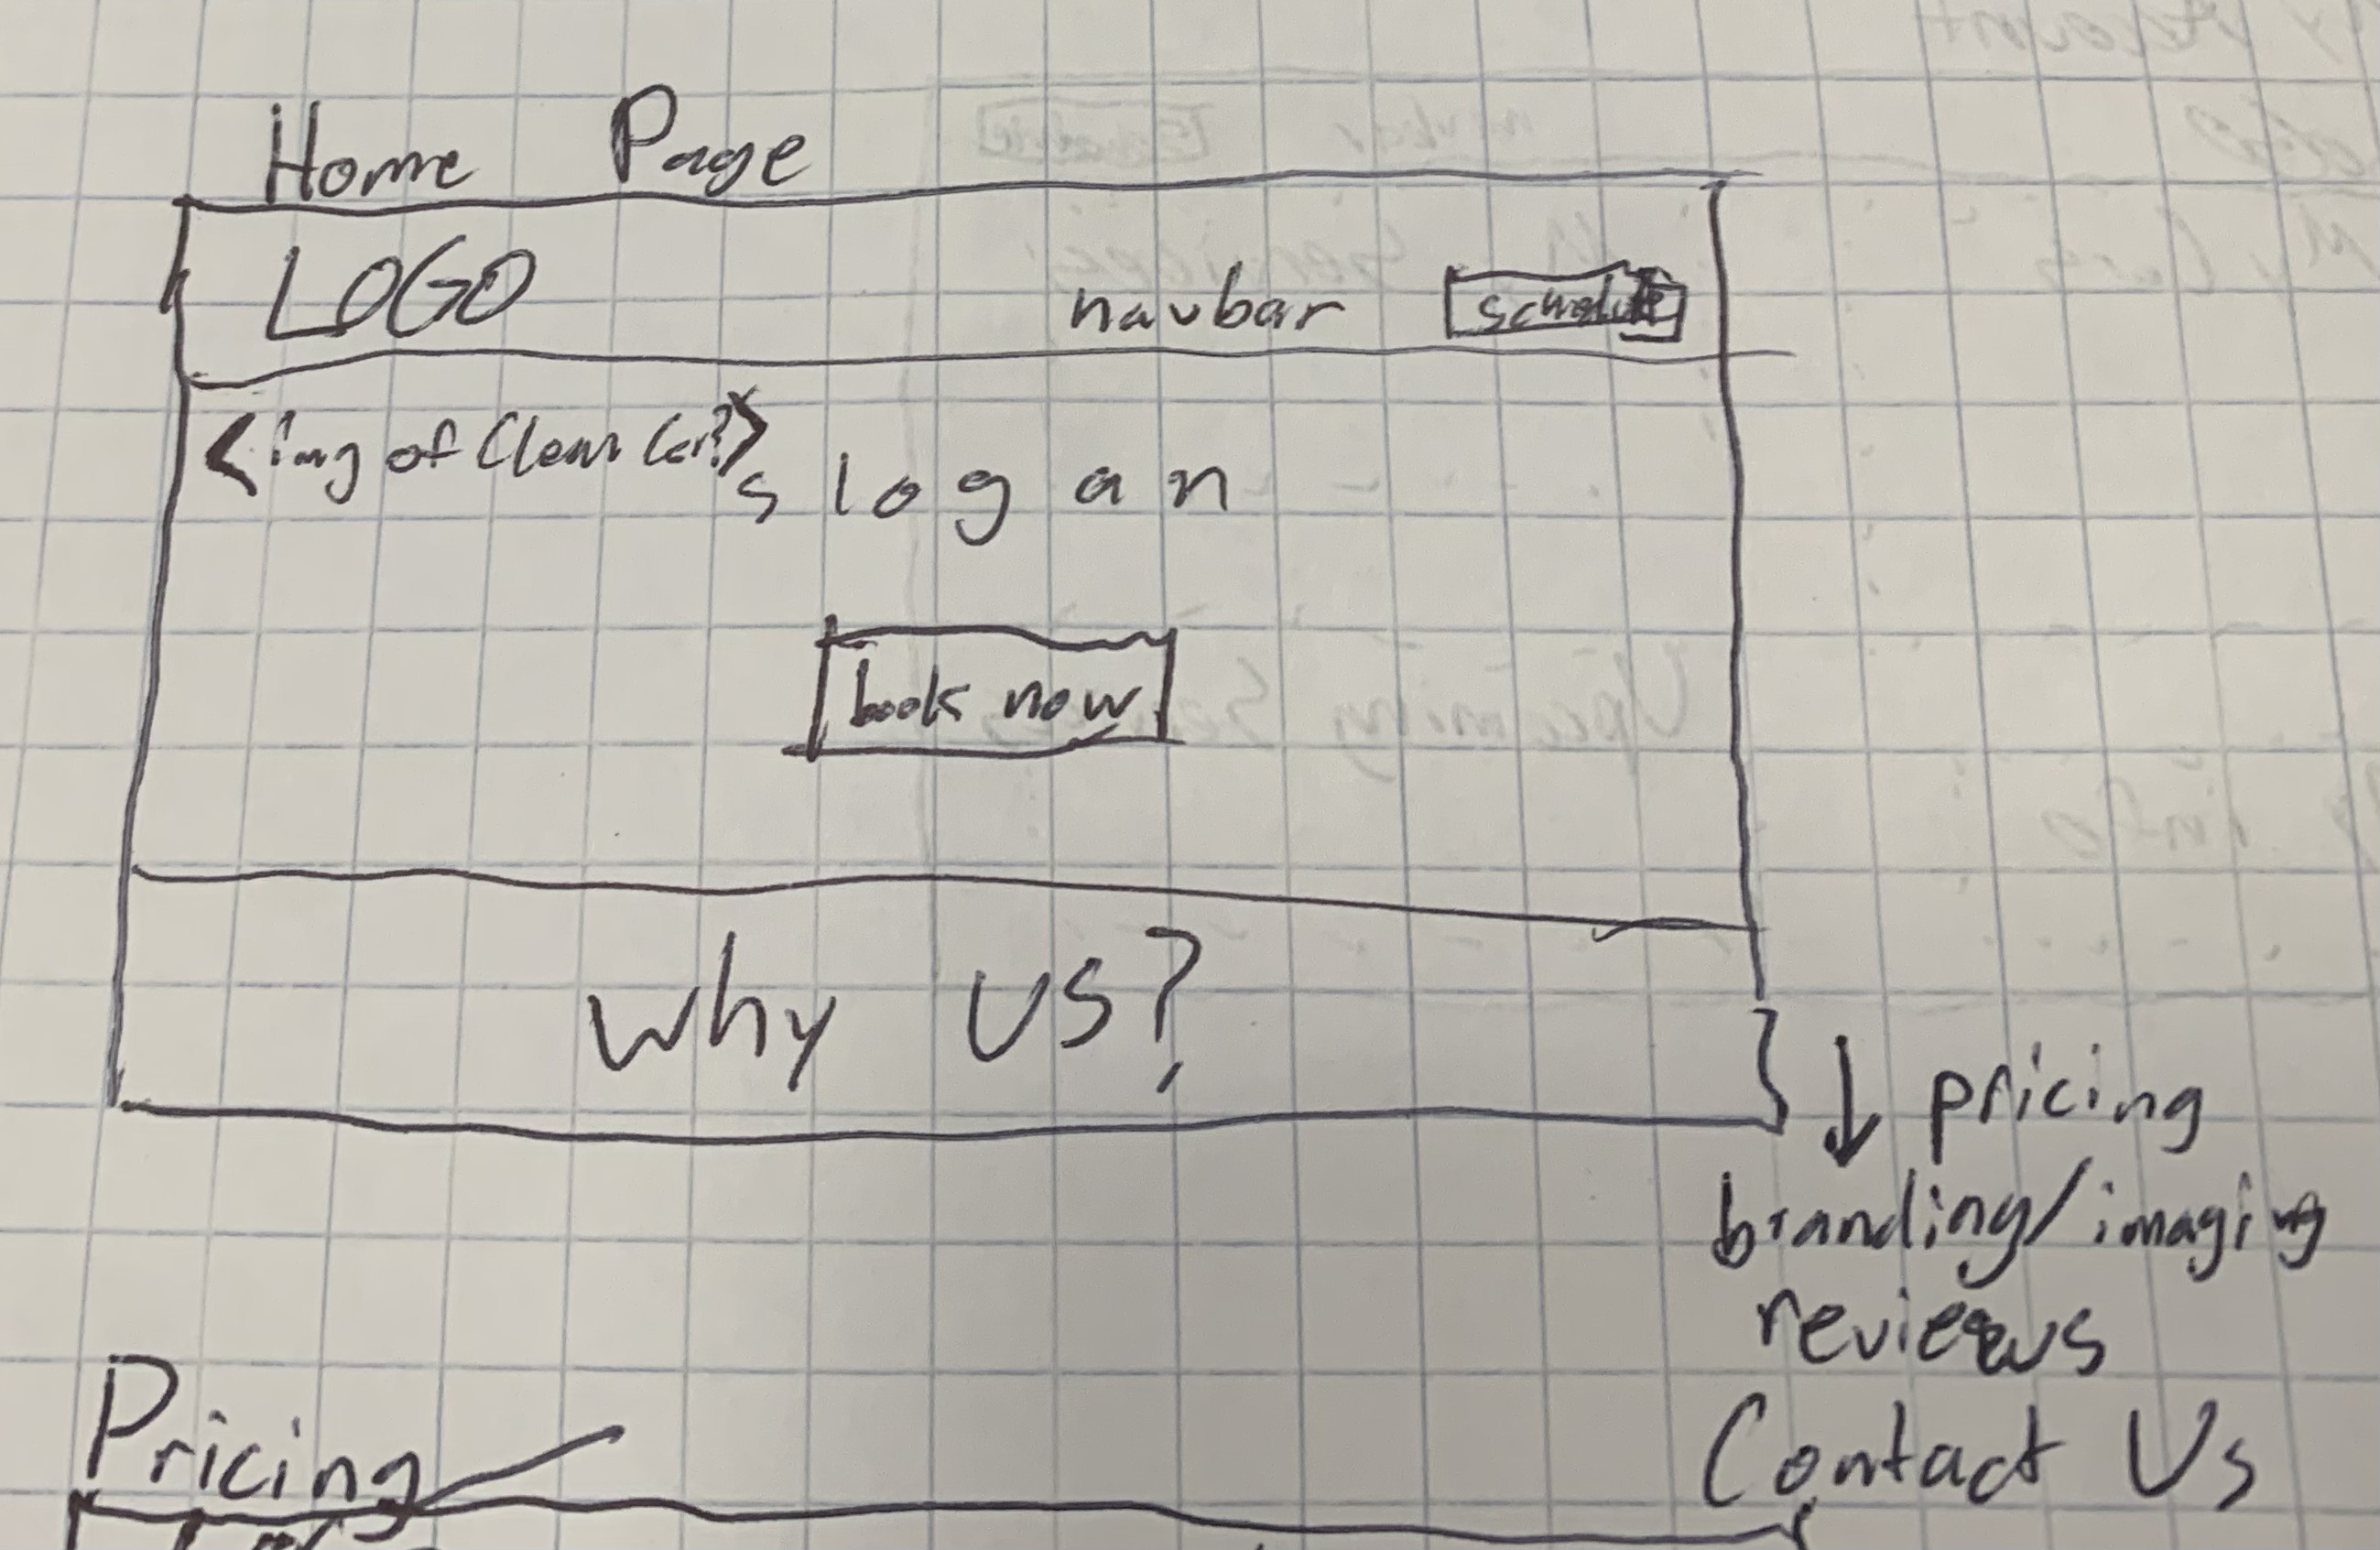 Home Page
LOGO navbar schedule
<img of Clean Car?>
slogan
book now
why us?
↓ pricing
branding/imaging
reviews
Contact Us
Pricing